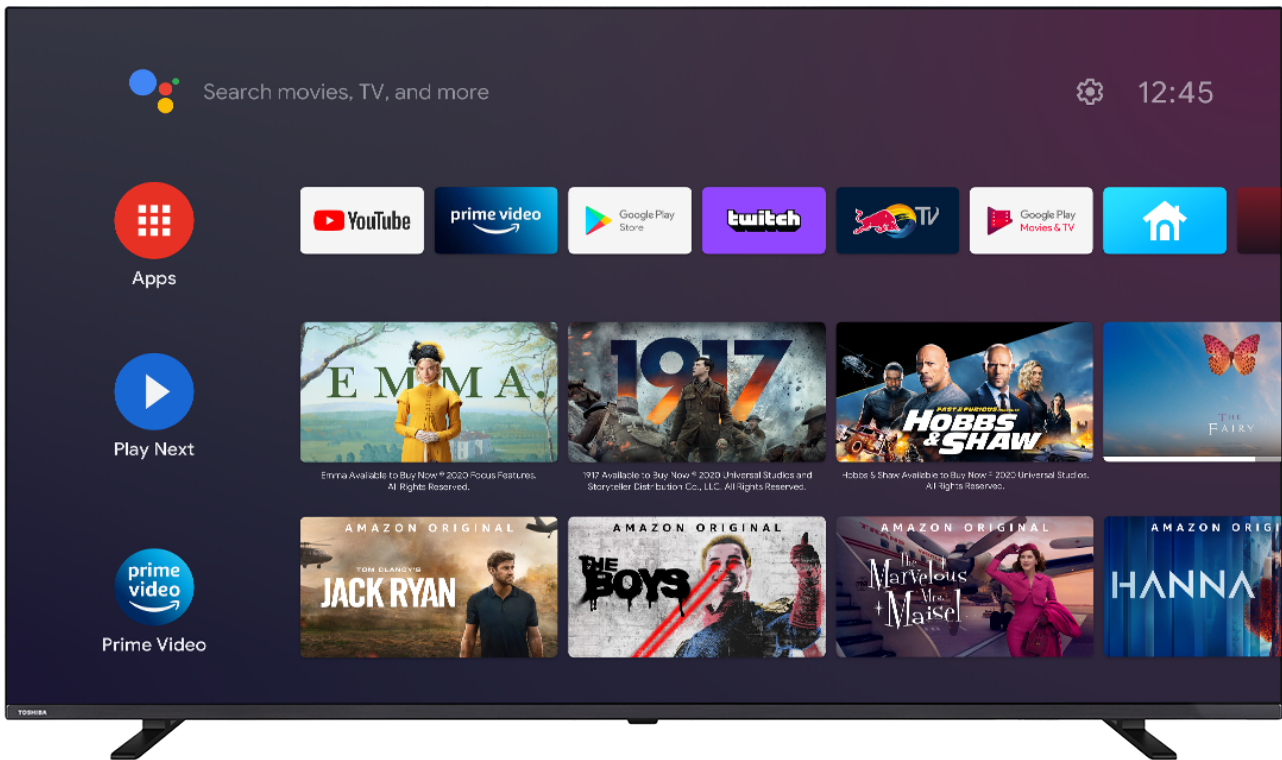 Search movies, TV, and more
12:45
YouTube
prime video
Google Play
Store
twitch
TV
Google Play
Movies & TV
Apps
EMMA.
1917
FAST & FURIOUS
HOBBS
& SHAW
THE
FAIRY
Play Next
Emma Available to Buy Now © 2020 Focus Features.
All Rights Reserved.
1917 Available to Buy Now © 2020 Universal Studios and
Storyteller Distribution Co., LLC. All Rights Reserved.
Hobbs & Shaw Available to Buy Now © 2020 Universal Studios.
All Rights Reserved.
prime
video
Prime Video
AMAZON ORIGINAL
TOM CLANCY'S
JACK RYAN
AMAZON ORIGINAL
THE
BOYS
AMAZON ORIGINAL
The
Marvelous
Mrs.
Maisel
AMAZON ORIGI
HANNA
TOSHIBA